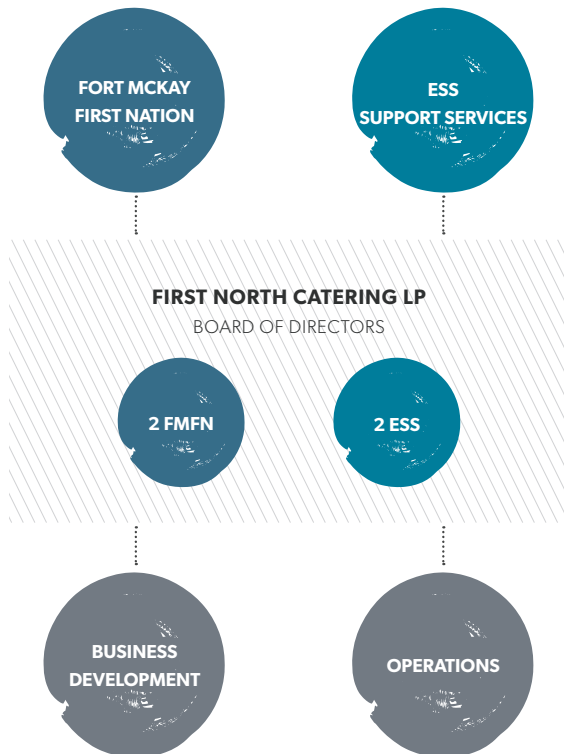 FORT MCKAY
FIRST NATION
ESS
SUPPORT SERVICES
FIRST NORTH CATERING LP
BOARD OF DIRECTORS
2 FMFN
2 ESS
BUSINESS
DEVELOPMENT
OPERATIONS